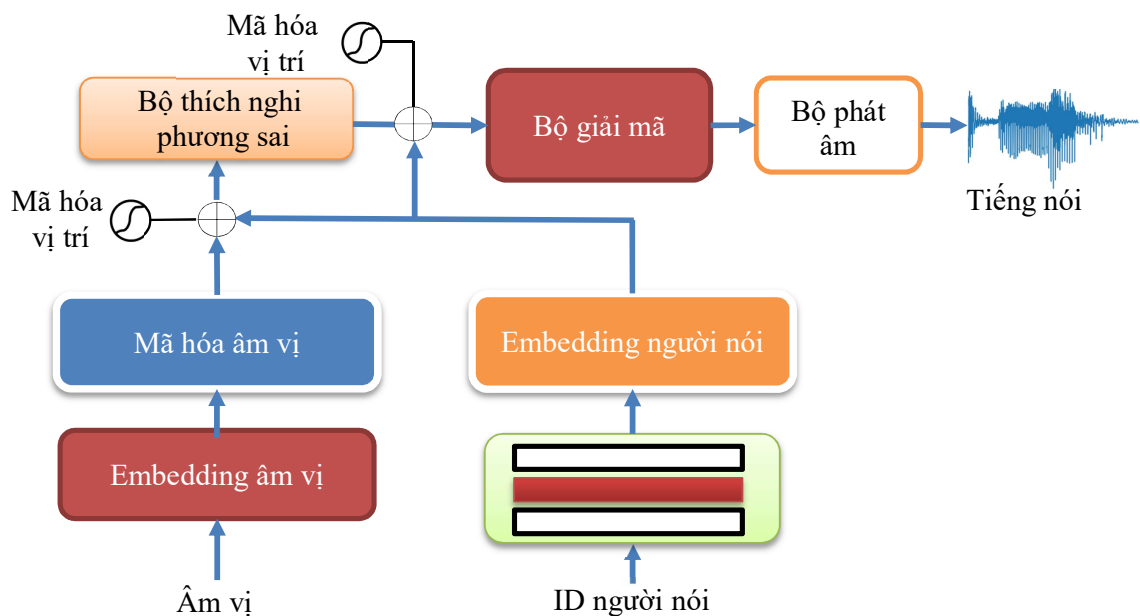 Mã hóa
vị trí
Bộ thích nghi
phương sai
Bộ giải mã
Bộ phát
âm
Tiếng nói
Mã hóa
vị trí
Mã hóa âm vị
Embedding người nói
Embedding âm vị
Âm vị
ID người nói